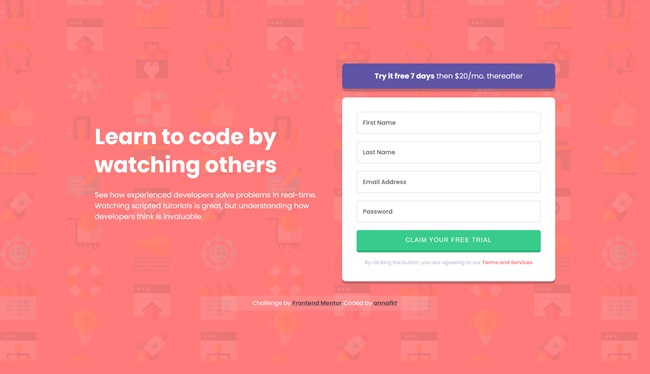 Try it free 7 days then $20/mo. thereafter
Learn to code by
watching others
See how experienced developers solve problems in real-time.
Watching scripted tutorials is great, but understanding how
developers think is invaluable.
First Name
Last Name
Email Address
Password
CLAIM YOUR FREE TRIAL
By clicking the button, you are agreeing to our Terms and Services
Challenge by Frontend Mentor. Coded by annafkt